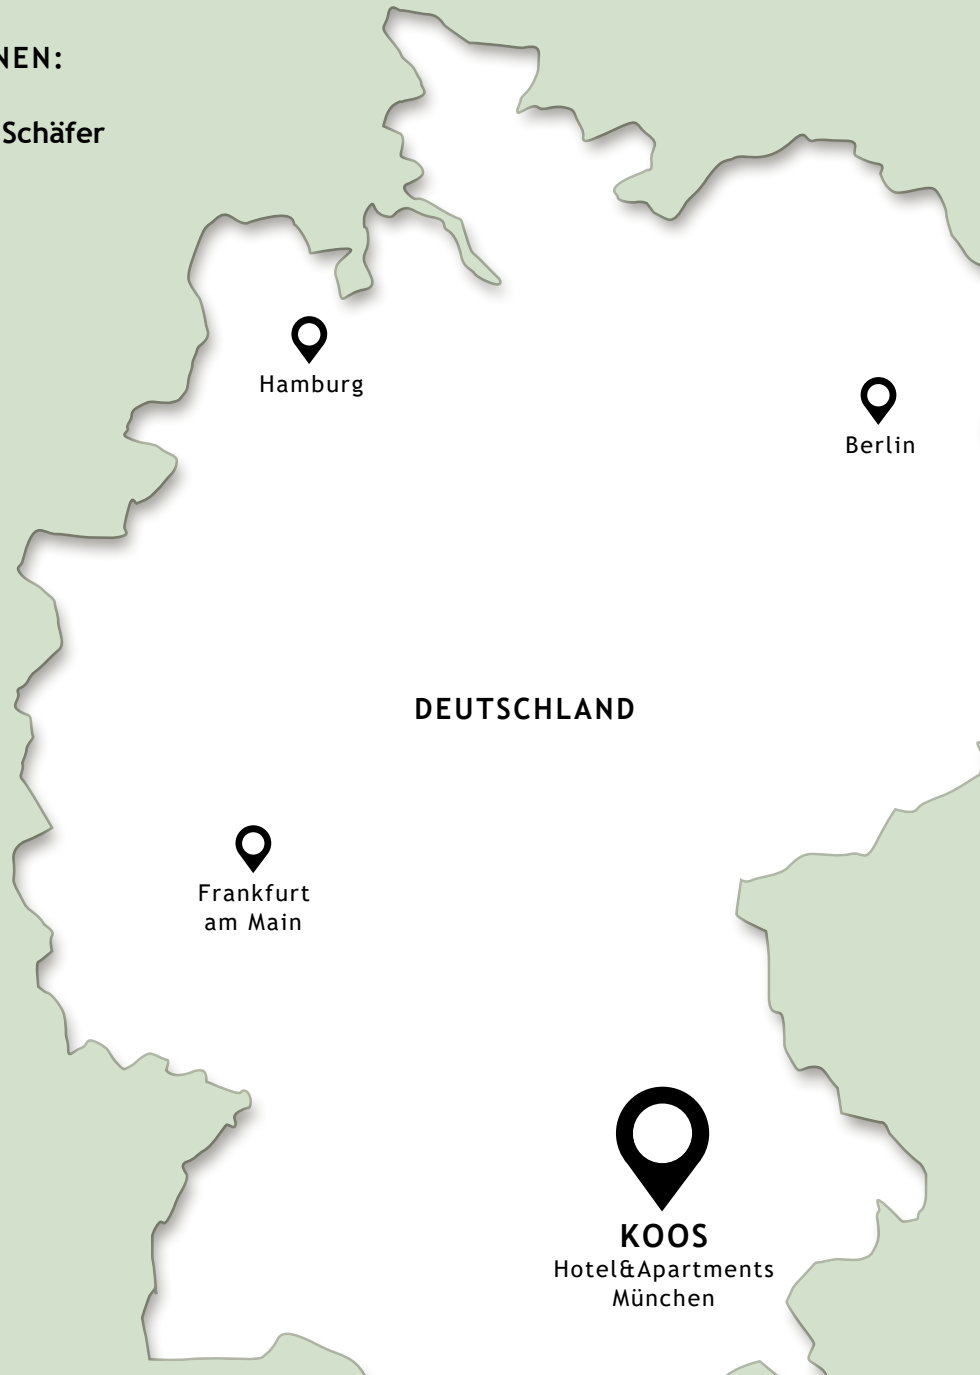 NEN:
Schäfer
Hamburg
Berlin
DEUTSCHLAND
Frankfurt
am Main
KOOS
Hotel&Apartments
München